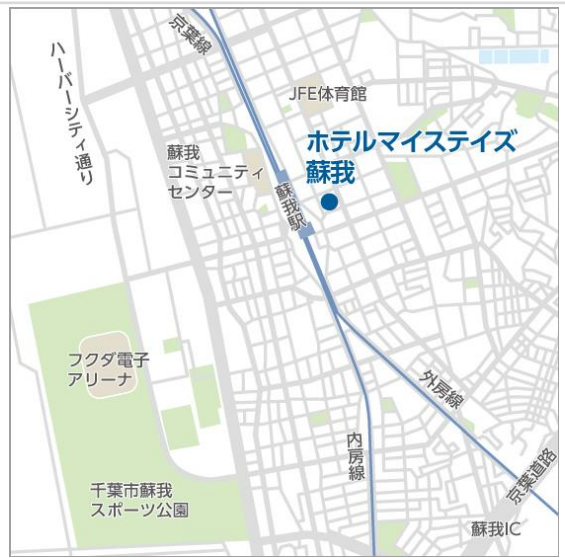 京葉線
ハーバーシティ通り
JFE体育館
ホテルマイステイズ
蘇我
蘇我
コミュニティ
センター
蘇我駅
フクダ電子
アリーナ
外房線
内房線
京葉道路
千葉市蘇我
スポーツ公園
蘇我IC